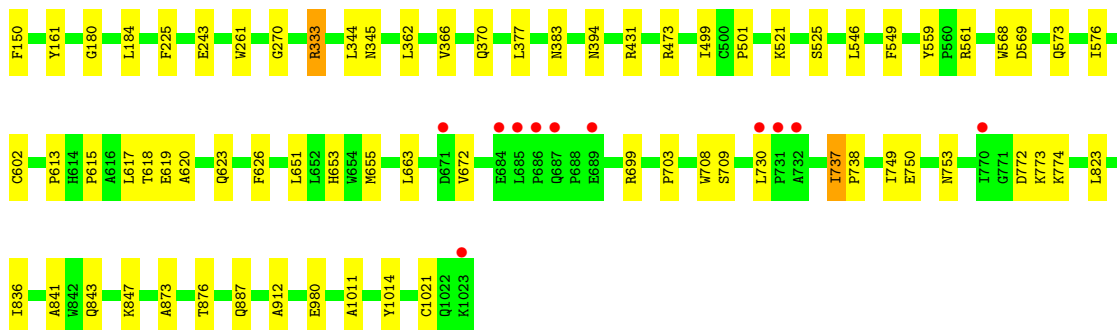 F150 Y161 G180 L184 F225 E243 W261 G270 R333 L344 N345 L362 V366 Q370 L377 N383 N394 R431 R473 I499 C500 P501 K521 S525 L546 F549 Y559 P560 R561 W568 D569 Q573 I576
C602 P613 H614 P615 A616 L617 T618 E619 A620 Q623 F626 L651 L652 H653 W654 M655 L663 D671 V672 E684 L685 P686 Q687 P688 E689 R699 P703 W708 S709 L730 P731 A732 I737 P738 I749 E750 N753 I770 G771 D772 K773 K774 L823
I836 A841 W842 Q843 K847 A873 T876 Q887 A912 E980 A1011 Y1014 C1021 Q1022 K1023